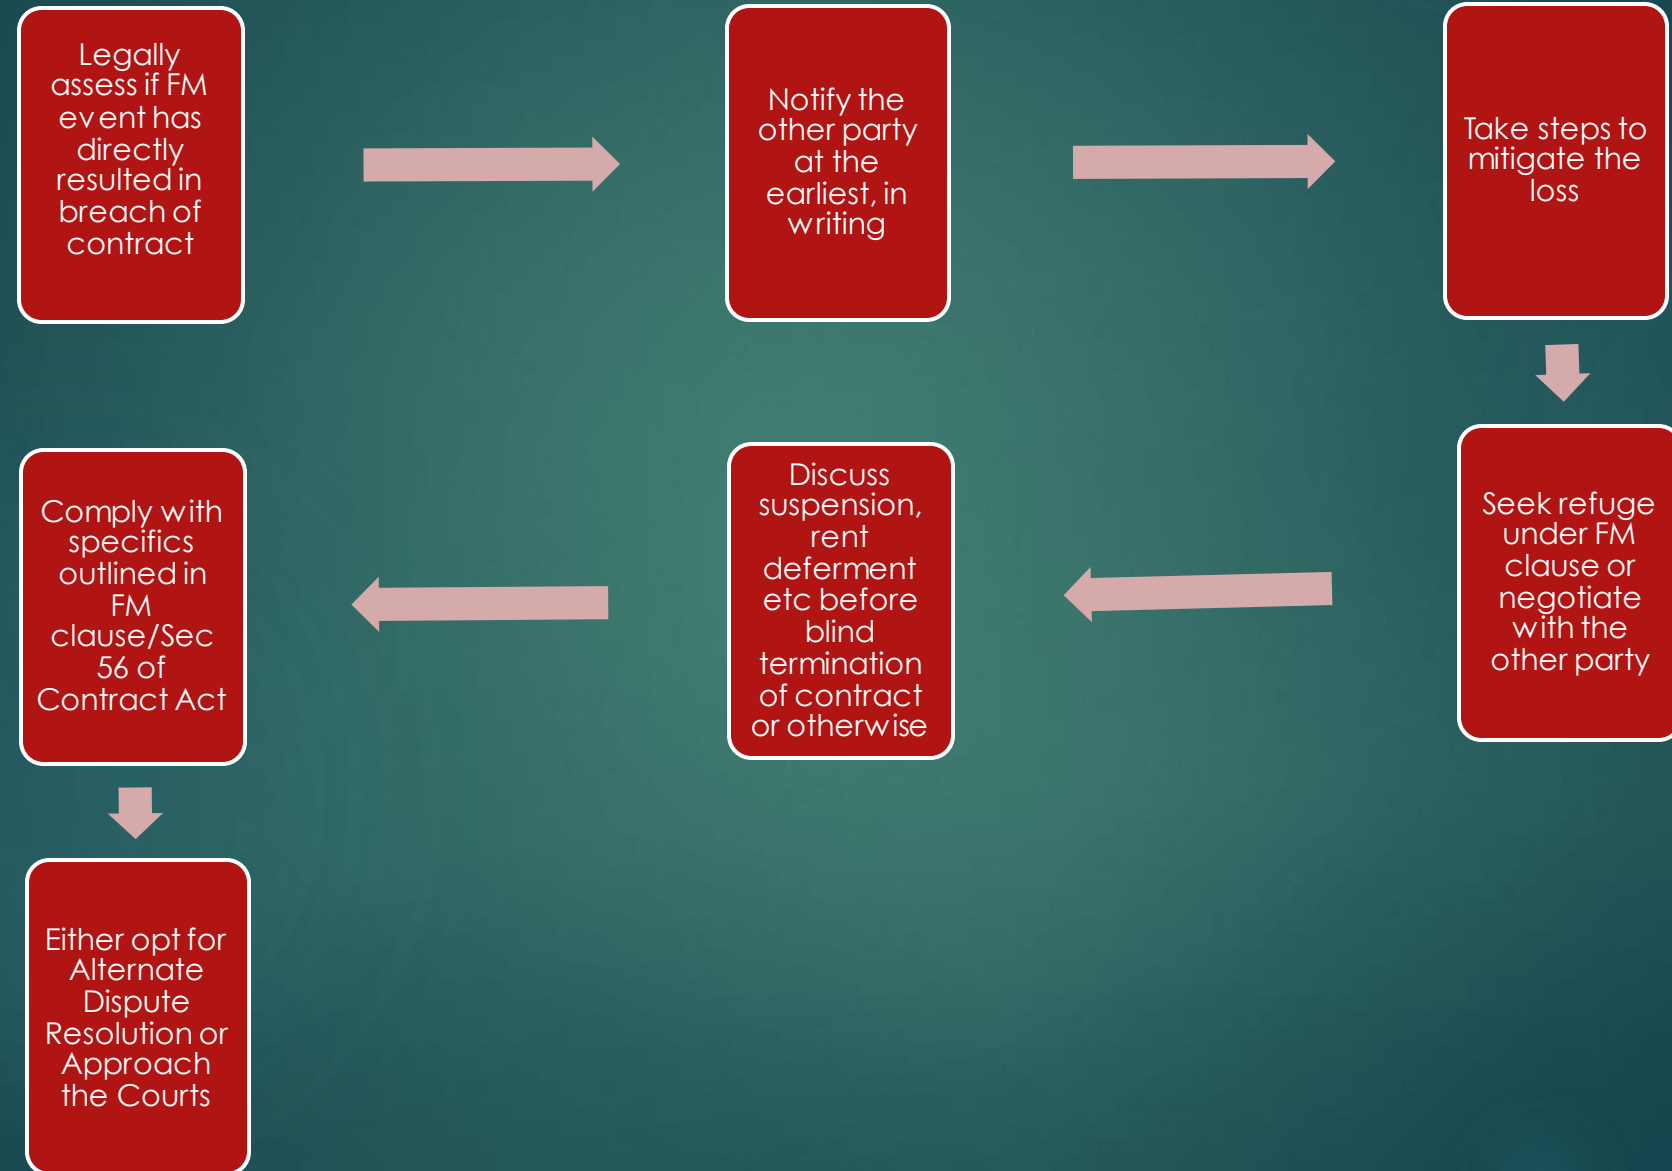 Legally
assess if FM
event has
directly
resulted in
breach of
contract
Notify the
other party
at the
earliest, in
writing
Take steps to
mitigate the
loss
Seek refuge
under FM
clause or
negotiate
with the
other party
Discuss
suspension,
rent
deferment
etc before
blind
termination
of contract
or otherwise
Comply with
specifics
outlined in
FM
clause/Sec
56 of
Contract Act
Either opt for
Alternate
Dispute
Resolution or
Approach
the Courts